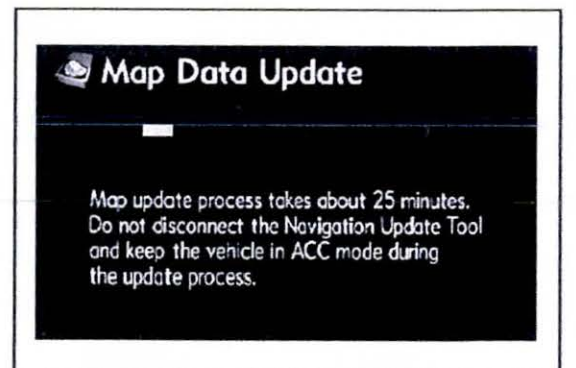 Map Data Update
Map update process takes about 25 minutes.
Do not disconnect the Navigation Update Tool
and keep the vehicle in ACC mode during
the update process.